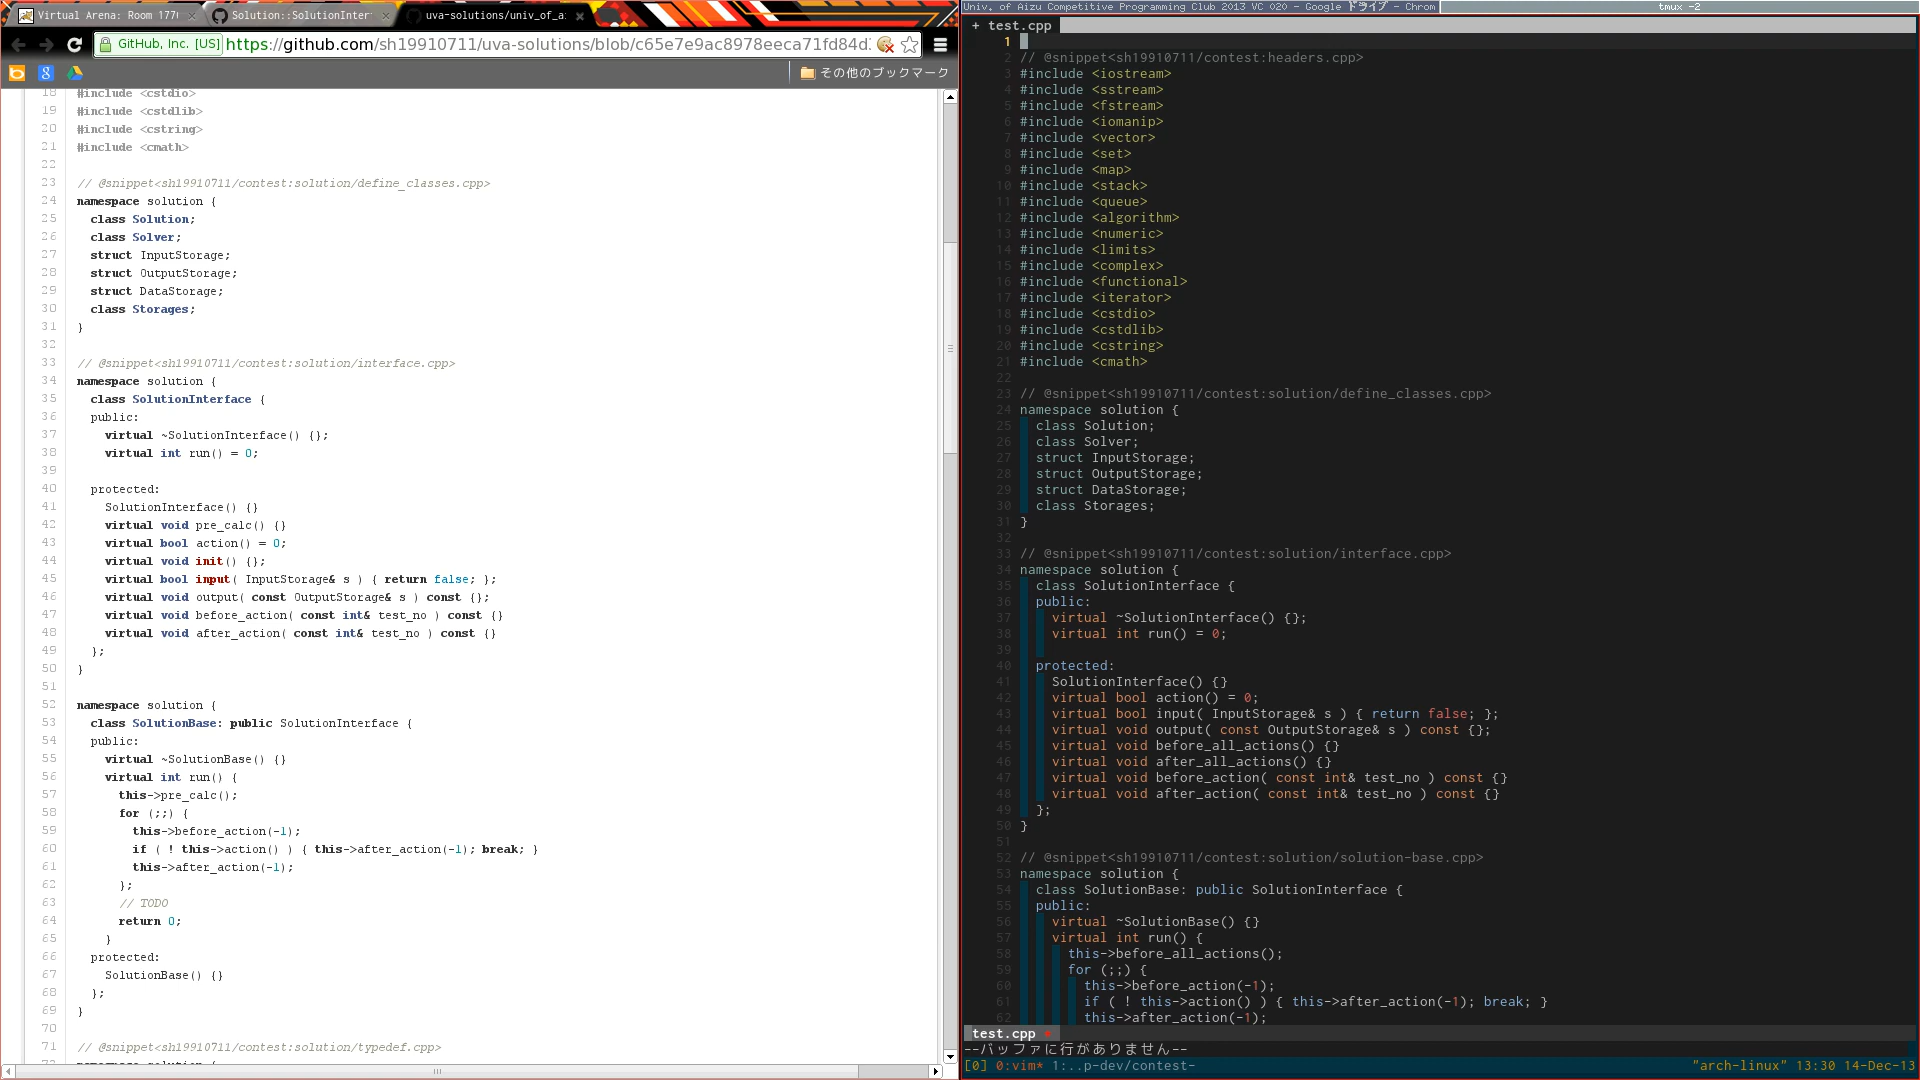 Virtual Arena: Room 177
Solution::SolutionInter
uva-solutions/univ_of_a
GitHub, Inc. [US] https://github.com/sh19910711/uva-solutions/blob/c65e7e9ac8978eeca71fd84d
その他のブックマーク
18 #include <cstdio>
19 #include <cstdlib>
20 #include <cstring>
21 #include <cmath>
22
23 // @snippet<sh19910711/contest:solution/define_classes.cpp>
24 namespace solution {
25 class Solution;
26 class Solver;
27 struct InputStorage;
28 struct OutputStorage;
29 struct DataStorage;
30 class Storages;
31 }
32
33 // @snippet<sh19910711/contest:solution/interface.cpp>
34 namespace solution {
35 class SolutionInterface {
36 public:
37 virtual ~SolutionInterface() {};
38 virtual int run() = 0;
39
40 protected:
41 SolutionInterface() {}
42 virtual void pre_calc() {}
43 virtual bool action() = 0;
44 virtual void init() {};
45 virtual bool input( InputStorage& s ) { return false; };
46 virtual void output( const OutputStorage& s ) const {};
47 virtual void before_action( const int& test_no ) const {}
48 virtual void after_action( const int& test_no ) const {}
49 };
50 }
51
52 namespace solution {
53 class SolutionBase: public SolutionInterface {
54 public:
55 virtual ~SolutionBase() {}
56 virtual int run() {
57 this->pre_calc();
58 for (;;) {
59 this->before_action(-1);
60 if ( ! this->action() ) { this->after_action(-1); break; }
61 this->after_action(-1);
62 };
63 // TODO
64 return 0;
65 }
66 protected:
67 SolutionBase() {}
68 };
69 }
70
71 // @snippet<sh19910711/contest:solution/typedef.cpp>
72 namespace solution {
Univ. of Aizu Competitive Programming Club 2013 VC 020 - Google ドライブ - Chrom
tmux -2
+ test.cpp
1
2 // @snippet<sh19910711/contest:headers.cpp>
3 #include <iostream>
4 #include <sstream>
5 #include <fstream>
6 #include <iomanip>
7 #include <vector>
8 #include <set>
9 #include <map>
10 #include <stack>
11 #include <queue>
12 #include <algorithm>
13 #include <numeric>
14 #include <limits>
15 #include <complex>
16 #include <functional>
17 #include <iterator>
18 #include <cstdio>
19 #include <cstdlib>
20 #include <cstring>
21 #include <cmath>
22
23 // @snippet<sh19910711/contest:solution/define_classes.cpp>
24 namespace solution {
25 class Solution;
26 class Solver;
27 struct InputStorage;
28 struct OutputStorage;
29 struct DataStorage;
30 class Storages;
31 }
32
33 // @snippet<sh19910711/contest:solution/interface.cpp>
34 namespace solution {
35 class SolutionInterface {
36 public:
37 virtual ~SolutionInterface() {};
38 virtual int run() = 0;
39
40 protected:
41 SolutionInterface() {}
42 virtual bool action() = 0;
43 virtual bool input( InputStorage& s ) { return false; };
44 virtual void output( const OutputStorage& s ) const {};
45 virtual void before_all_actions() {}
46 virtual void after_all_actions() {}
47 virtual void before_action( const int& test_no ) const {}
48 virtual void after_action( const int& test_no ) const {}
49 };
50 }
51
52 // @snippet<sh19910711/contest:solution/solution-base.cpp>
53 namespace solution {
54 class SolutionBase: public SolutionInterface {
55 public:
56 virtual ~SolutionBase() {}
57 virtual int run() {
58 this->before_all_actions();
59 for (;;) {
60 this->before_action(-1);
61 if ( ! this->action() ) { this->after_action(-1); break; }
62 this->after_action(-1);
test.cpp
--バッファに行がありません--
[0] 0:vim* 1:..p-dev/contest- "arch-linux" 13:30 14-Dec-13